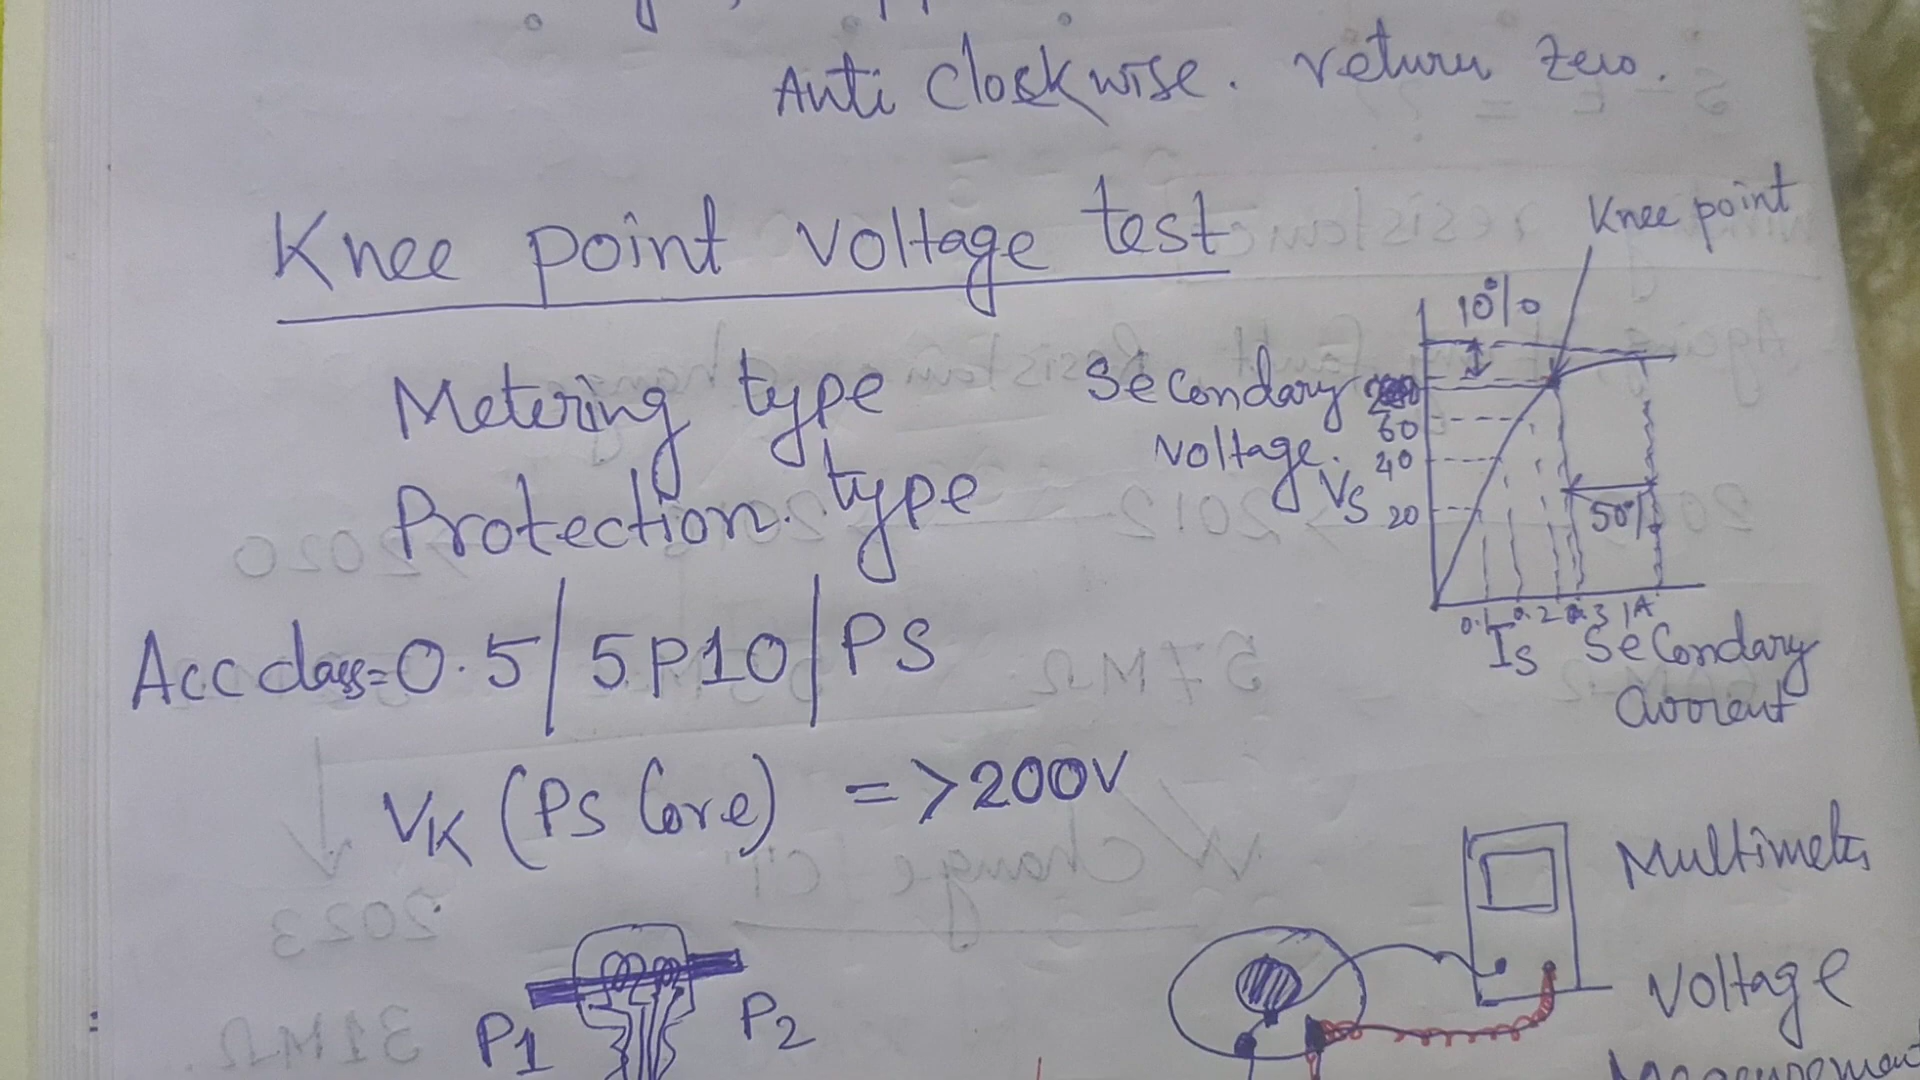 Anti Clockwise. return zero.
Knee point voltage test
Knee point
10%
Metering type
Secondary
60
Voltage.
40
Protection. type
Vs 20
50%
0.1 0.2 0.3 1A
Is Secondary
Current
Acc class=0.5/5P10/PS
VK (PS Core) = >200V
Multimeter
Voltage
P1 P2